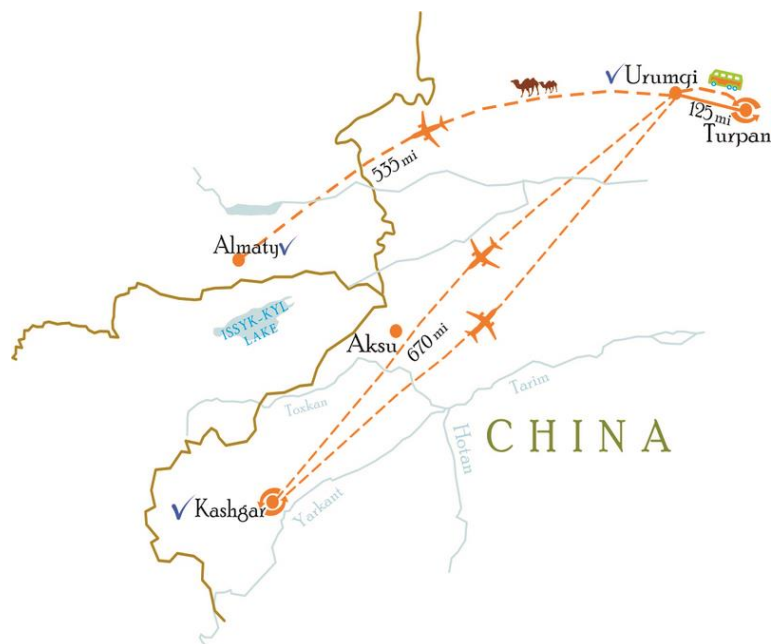 Urumqi
125 mi
Turpan
535 mi
Almaty
ISSYK-KYL
LAKE
Aksu
670 mi
Tarim
Toxkan
Hotan
CHINA
Kashgar
Yarkant